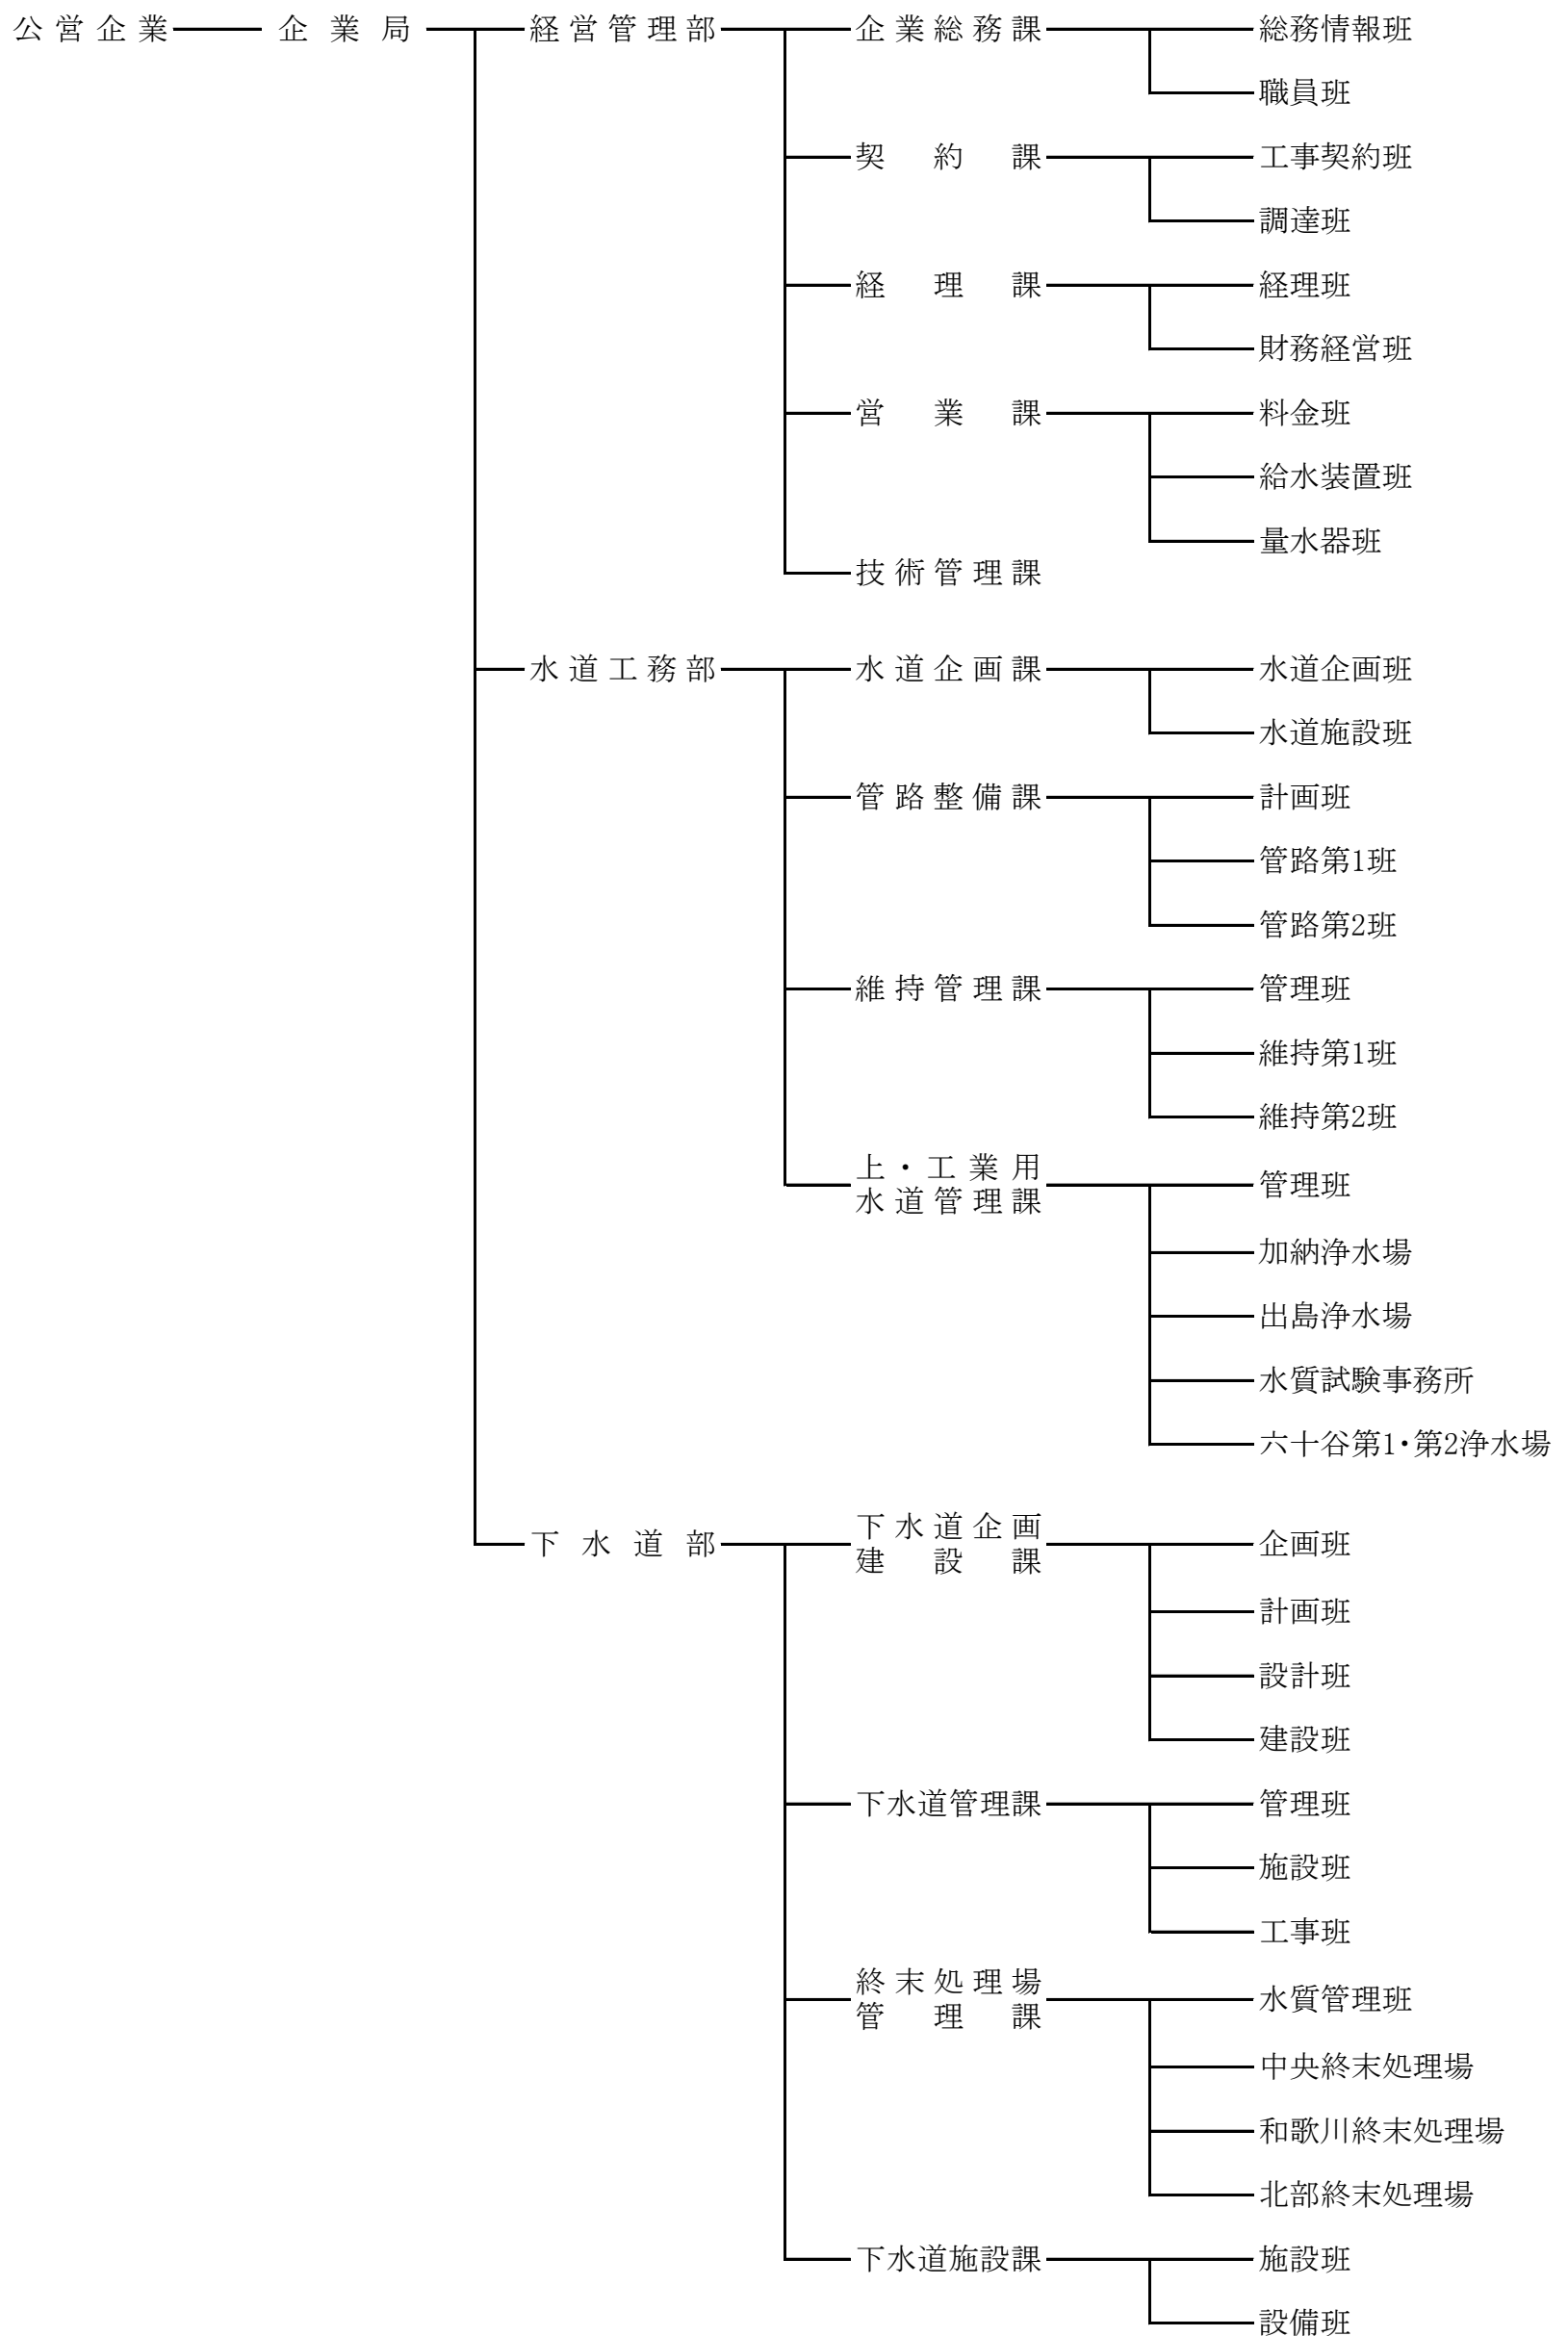 公営企業 企業局 経営管理部 企業総務課 総務情報班
職員班
契約課 工事契約班
調達班
経理課 経理班
財務経営班
営業課 料金班
給水装置班
量水器班
技術管理課
水道工務部 水道企画課 水道企画班
水道施設班
管路整備課 計画班
管路第1班
管路第2班
維持管理課 管理班
維持第1班
維持第2班
上・工業用
水道管理課
管理班
加納浄水場
出島浄水場
水質試験事務所
六十谷第1・第2浄水場
下水道部
下水道企画
建設課
企画班
計画班
設計班
建設班
下水道管理課 管理班
施設班
工事班
終末処理場
管理課
水質管理班
中央終末処理場
和歌川終末処理場
北部終末処理場
下水道施設課 施設班
設備班